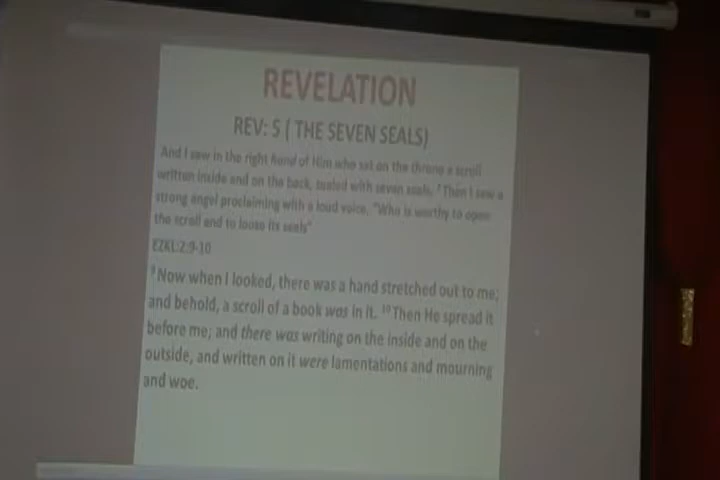 REVELATION
REV: 5 ( THE SEVEN SEALS)
And I saw in the right hand of Him who sat on the throne a scroll
written inside and on the back, sealed with seven seals. 2 Then I saw a
strong angel proclaiming with a loud voice, "Who is worthy to open
the scroll and to loose its seals"
EZKL:2:9-10
9 Now when I looked, there was a hand stretched out to me;
and behold, a scroll of a book was in it. 10 Then He spread it
before me; and there was writing on the inside and on the
outside, and written on it were lamentations and mourning
and woe.